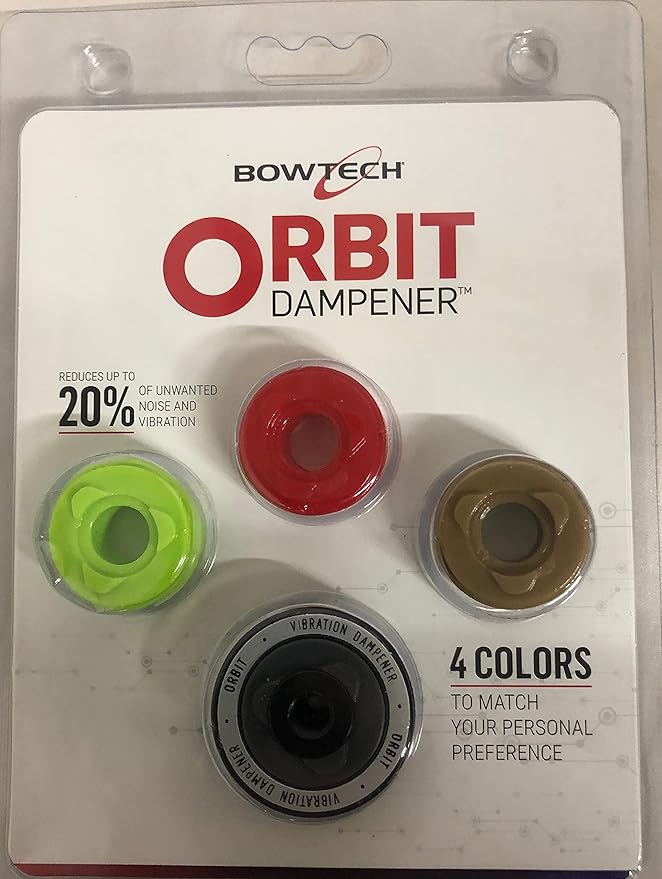 BOWTECH®
ORBIT
DAMPENER™
REDUCES UP TO
20%
OF UNWANTED
NOISE AND
VIBRATION
ORBIT • VIBRATION DAMPENER • ORBIT • VIBRATION DAMPENER •
4 COLORS
TO MATCH
YOUR PERSONAL
PREFERENCE